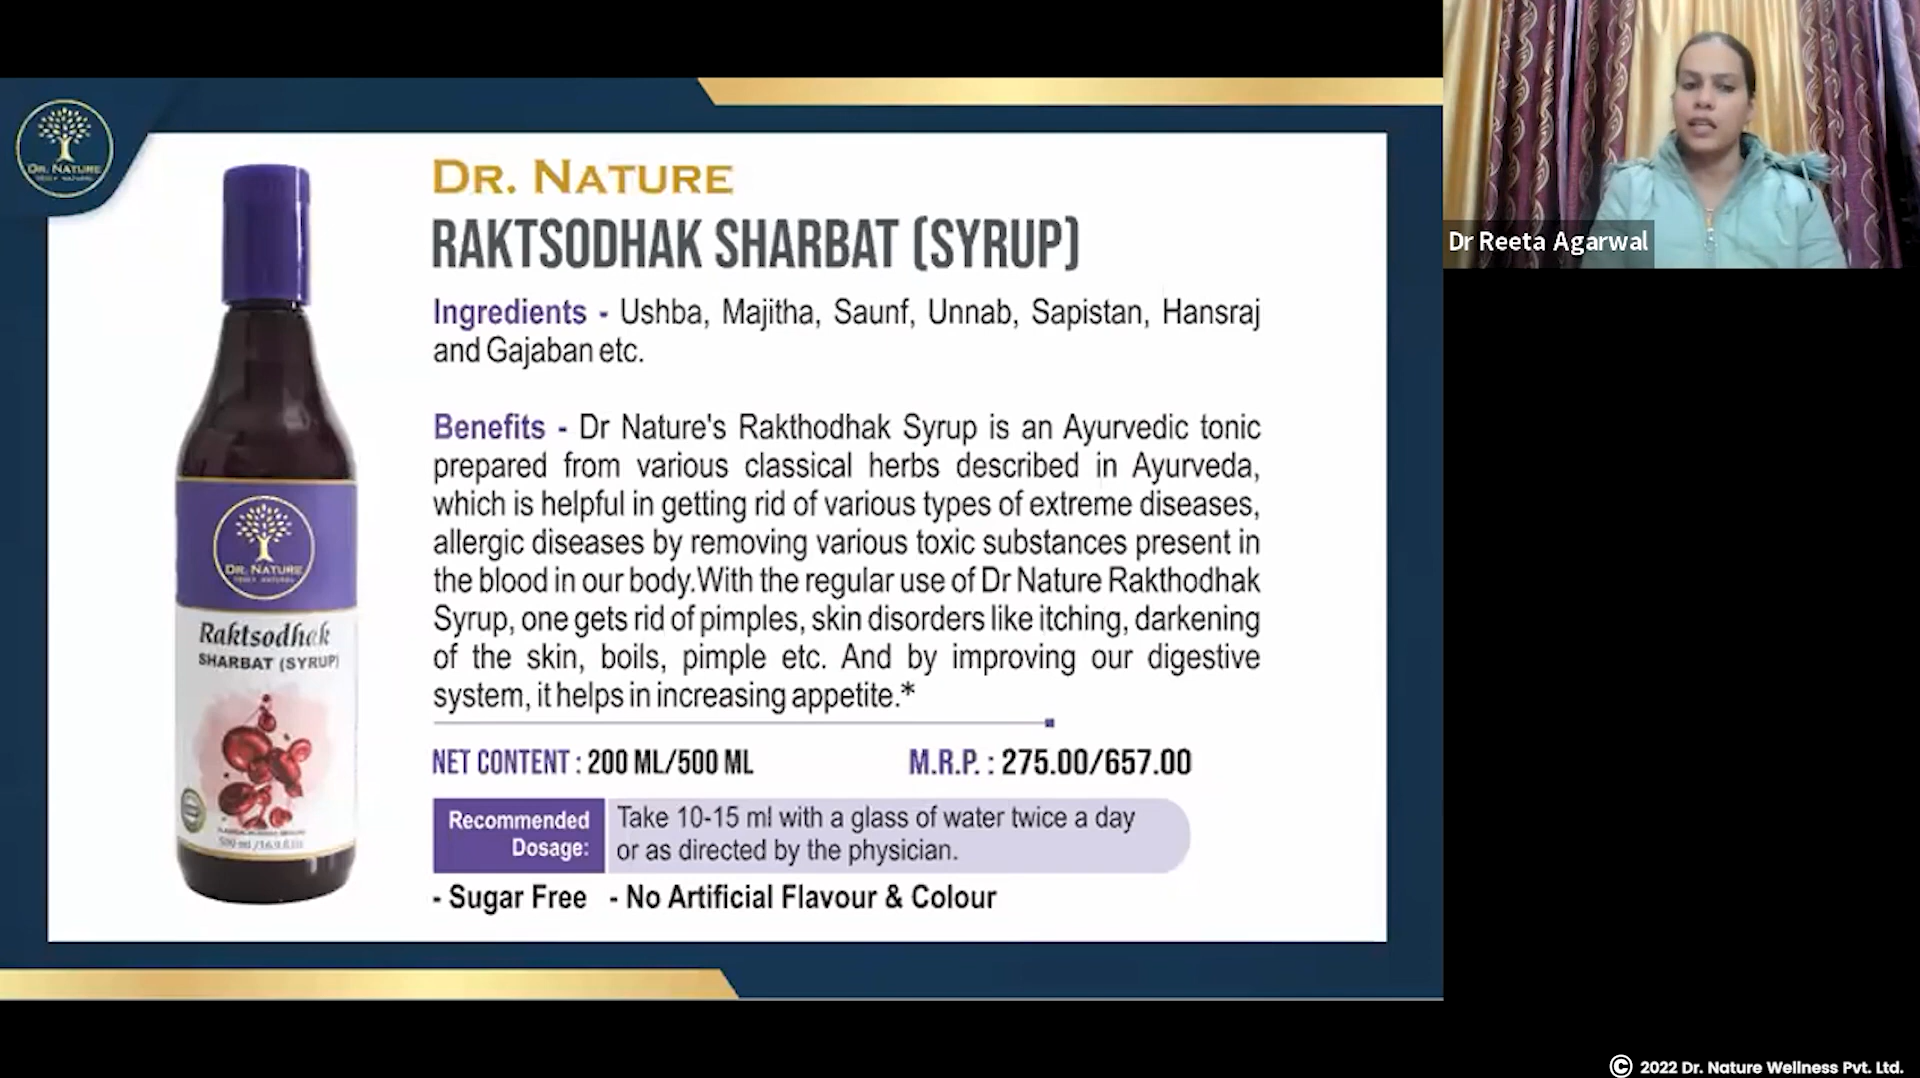 DR. NATURE
DR. NATURE
RAKTSODHAK SHARBAT (SYRUP)
Ingredients - Ushba, Majitha, Saunf, Unnab, Sapistan, Hansraj
and Gajaban etc.
Benefits - Dr Nature's Rakthodhak Syrup is an Ayurvedic tonic
prepared from various classical herbs described in Ayurveda,
which is helpful in getting rid of various types of extreme diseases,
allergic diseases by removing various toxic substances present in
the blood in our body.With the regular use of Dr Nature Rakthodhak
Syrup, one gets rid of pimples, skin disorders like itching, darkening
of the skin, boils, pimple etc. And by improving our digestive
system, it helps in increasing appetite.*
NET CONTENT : 200 ML/500 ML
M.R.P. : 275.00/657.00
Recommended
Dosage:
Take 10-15 ml with a glass of water twice a day
or as directed by the physician.
- Sugar Free - No Artificial Flavour & Colour
DR. NATURE
Raktsodhak
SHARBAT (SYRUP)
500 ml
Dr Reeta Agarwal
© 2022 Dr. Nature Wellness Pvt. Ltd.